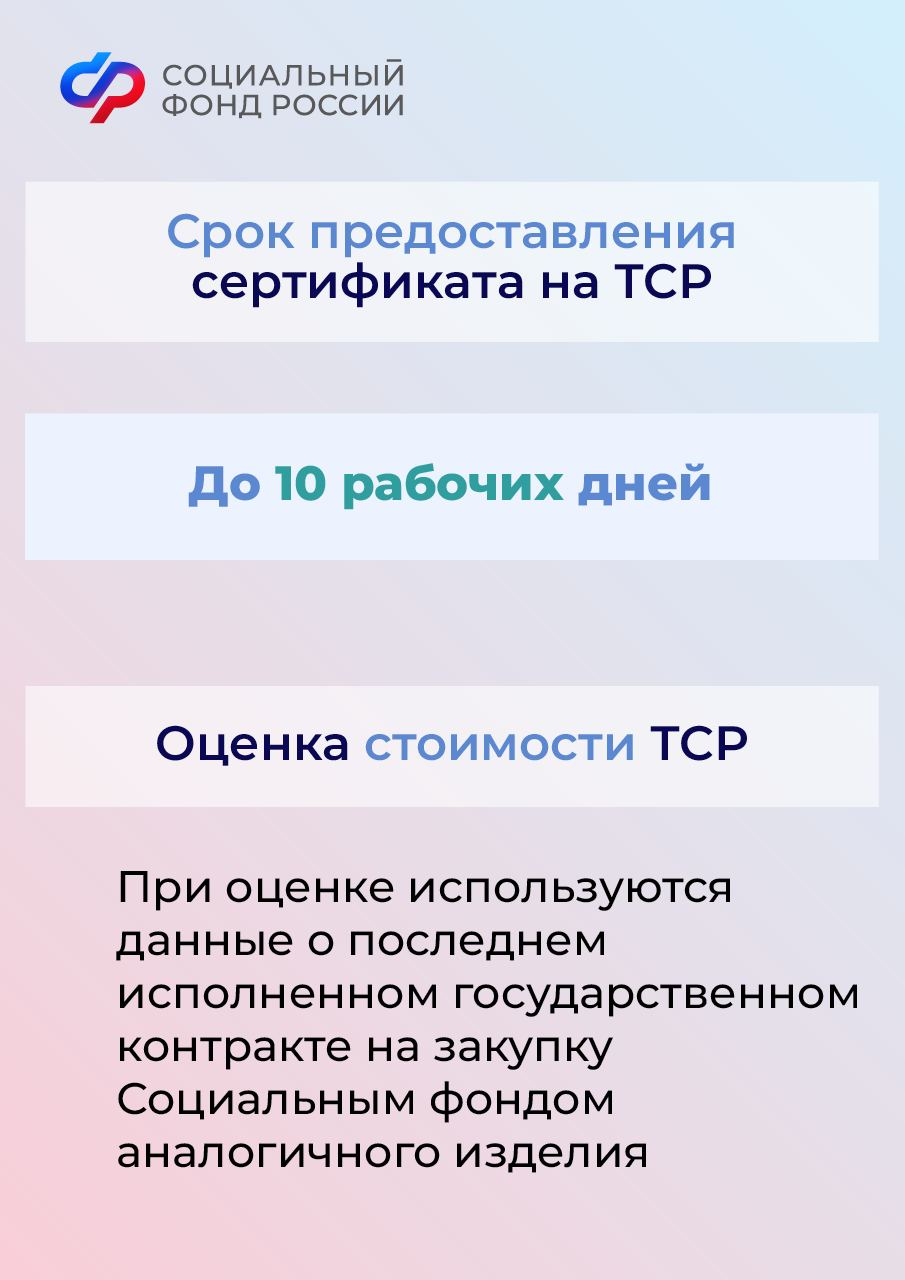 СОЦИАЛЬНЫЙ
ФОНД РОССИИ
Срок предоставления
сертификата на ТСР
До 10 рабочих дней
Оценка стоимости ТСР
При оценке используются
данные о последнем
исполненном государственном
контракте на закупку
Социальным фондом
аналогичного изделия